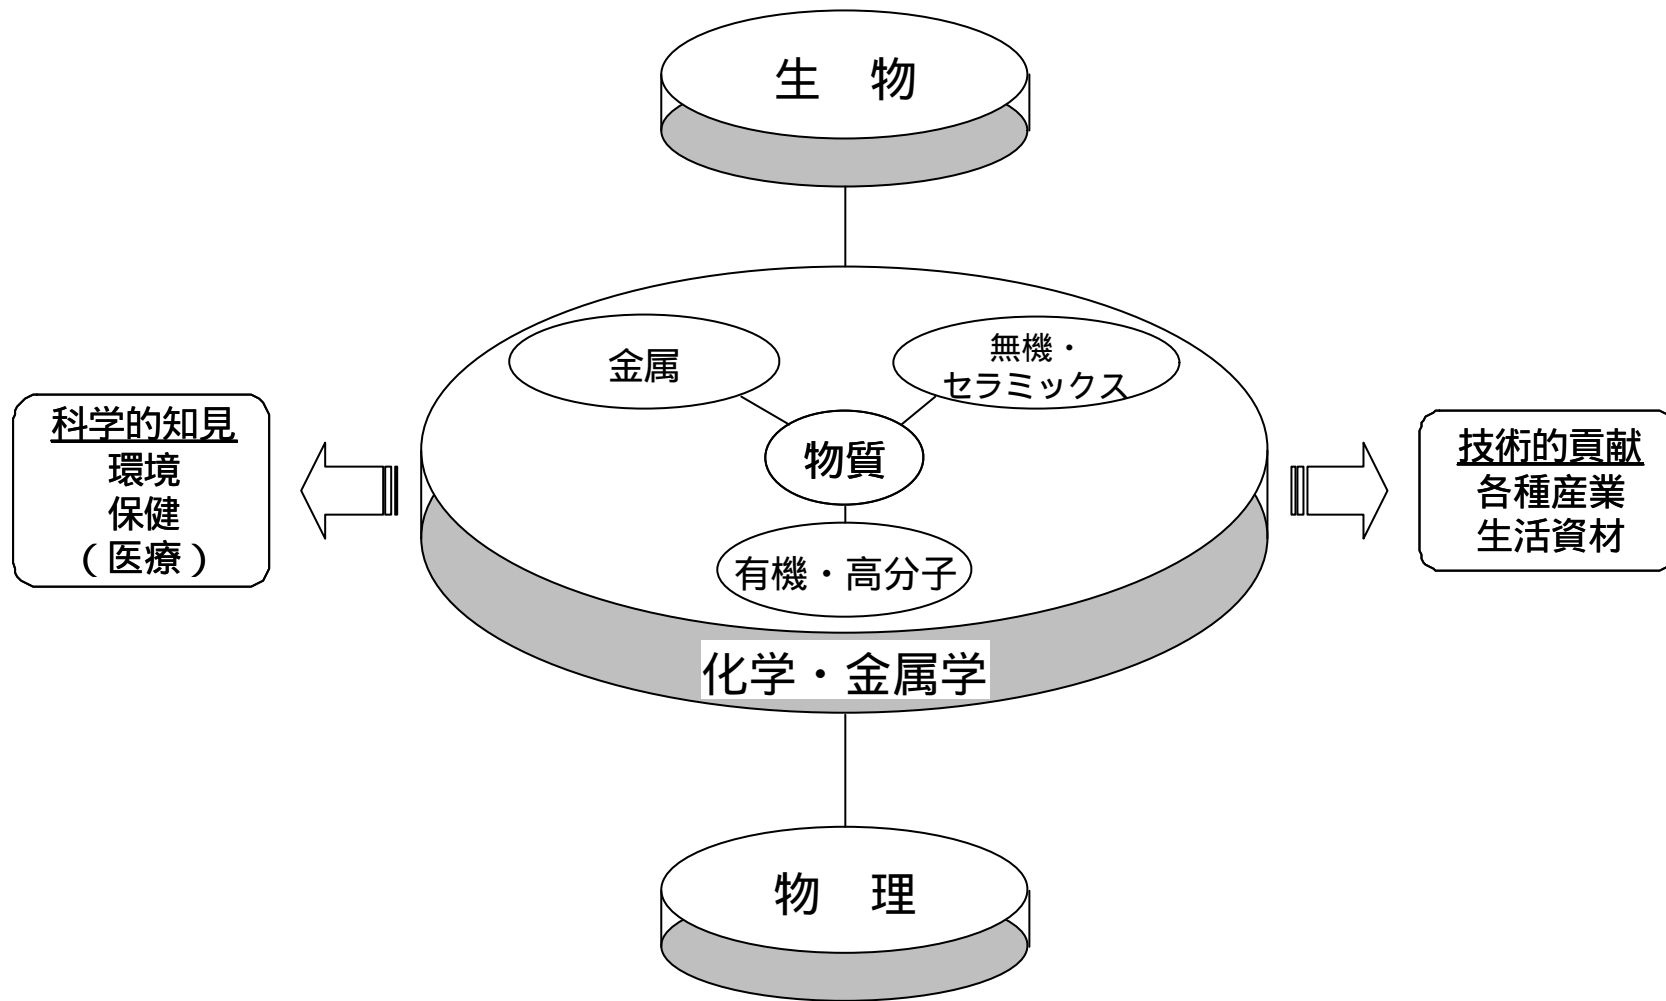 生　物
金属
無機・
セラミックス
物質
有機・高分子
化学・金属学
科学的知見
環境
保健
（医療）
技術的貢献
各種産業
生活資材
物　理